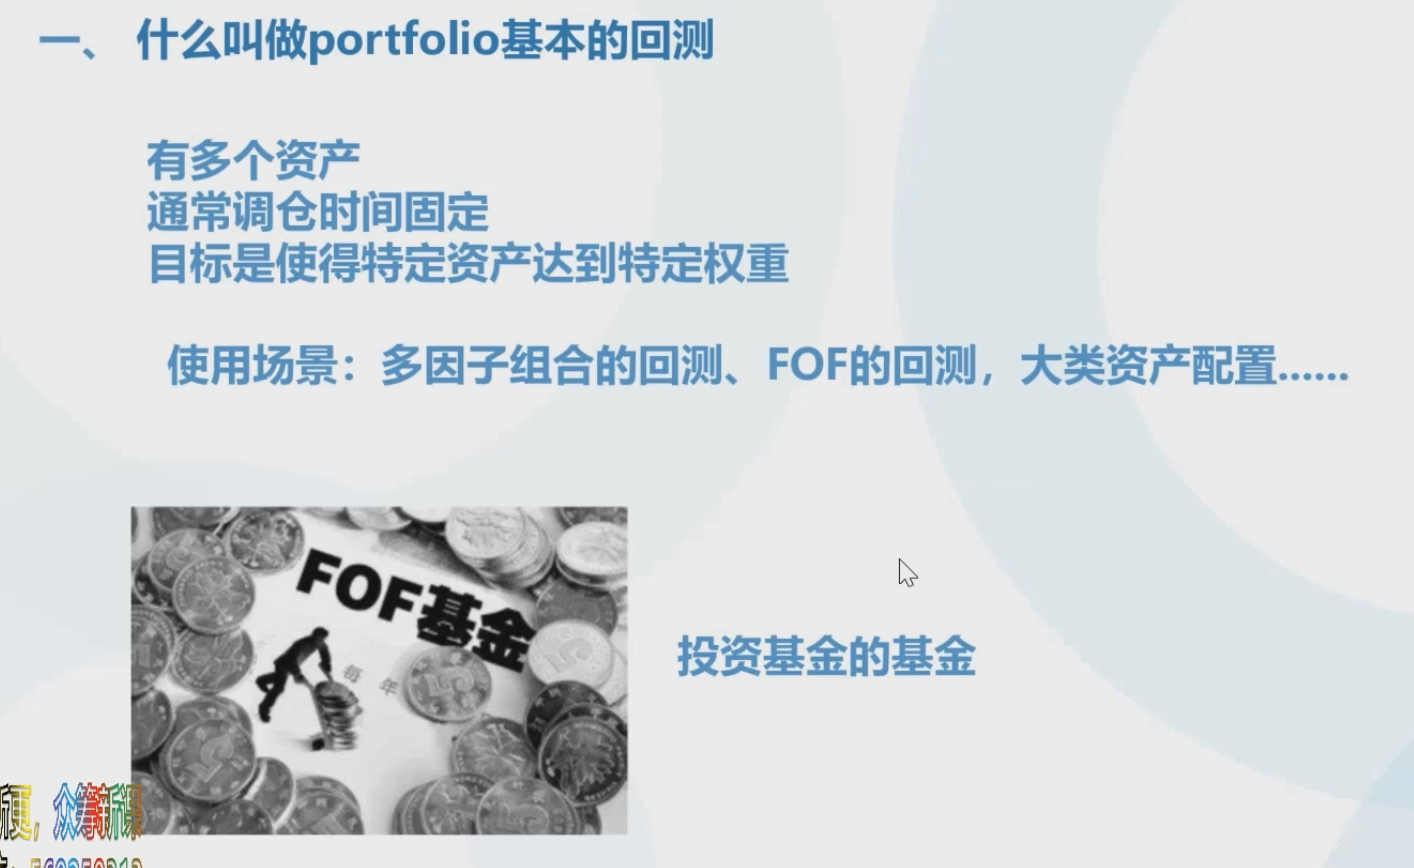 一、 什么叫做portfolio基本的回测
有多个资产
通常调仓时间固定
目标是使得特定资产达到特定权重
使用场景：多因子组合的回测、FOF的回测，大类资产配置......
FOF基金
每 年
投资基金的基金
更，众筹新课